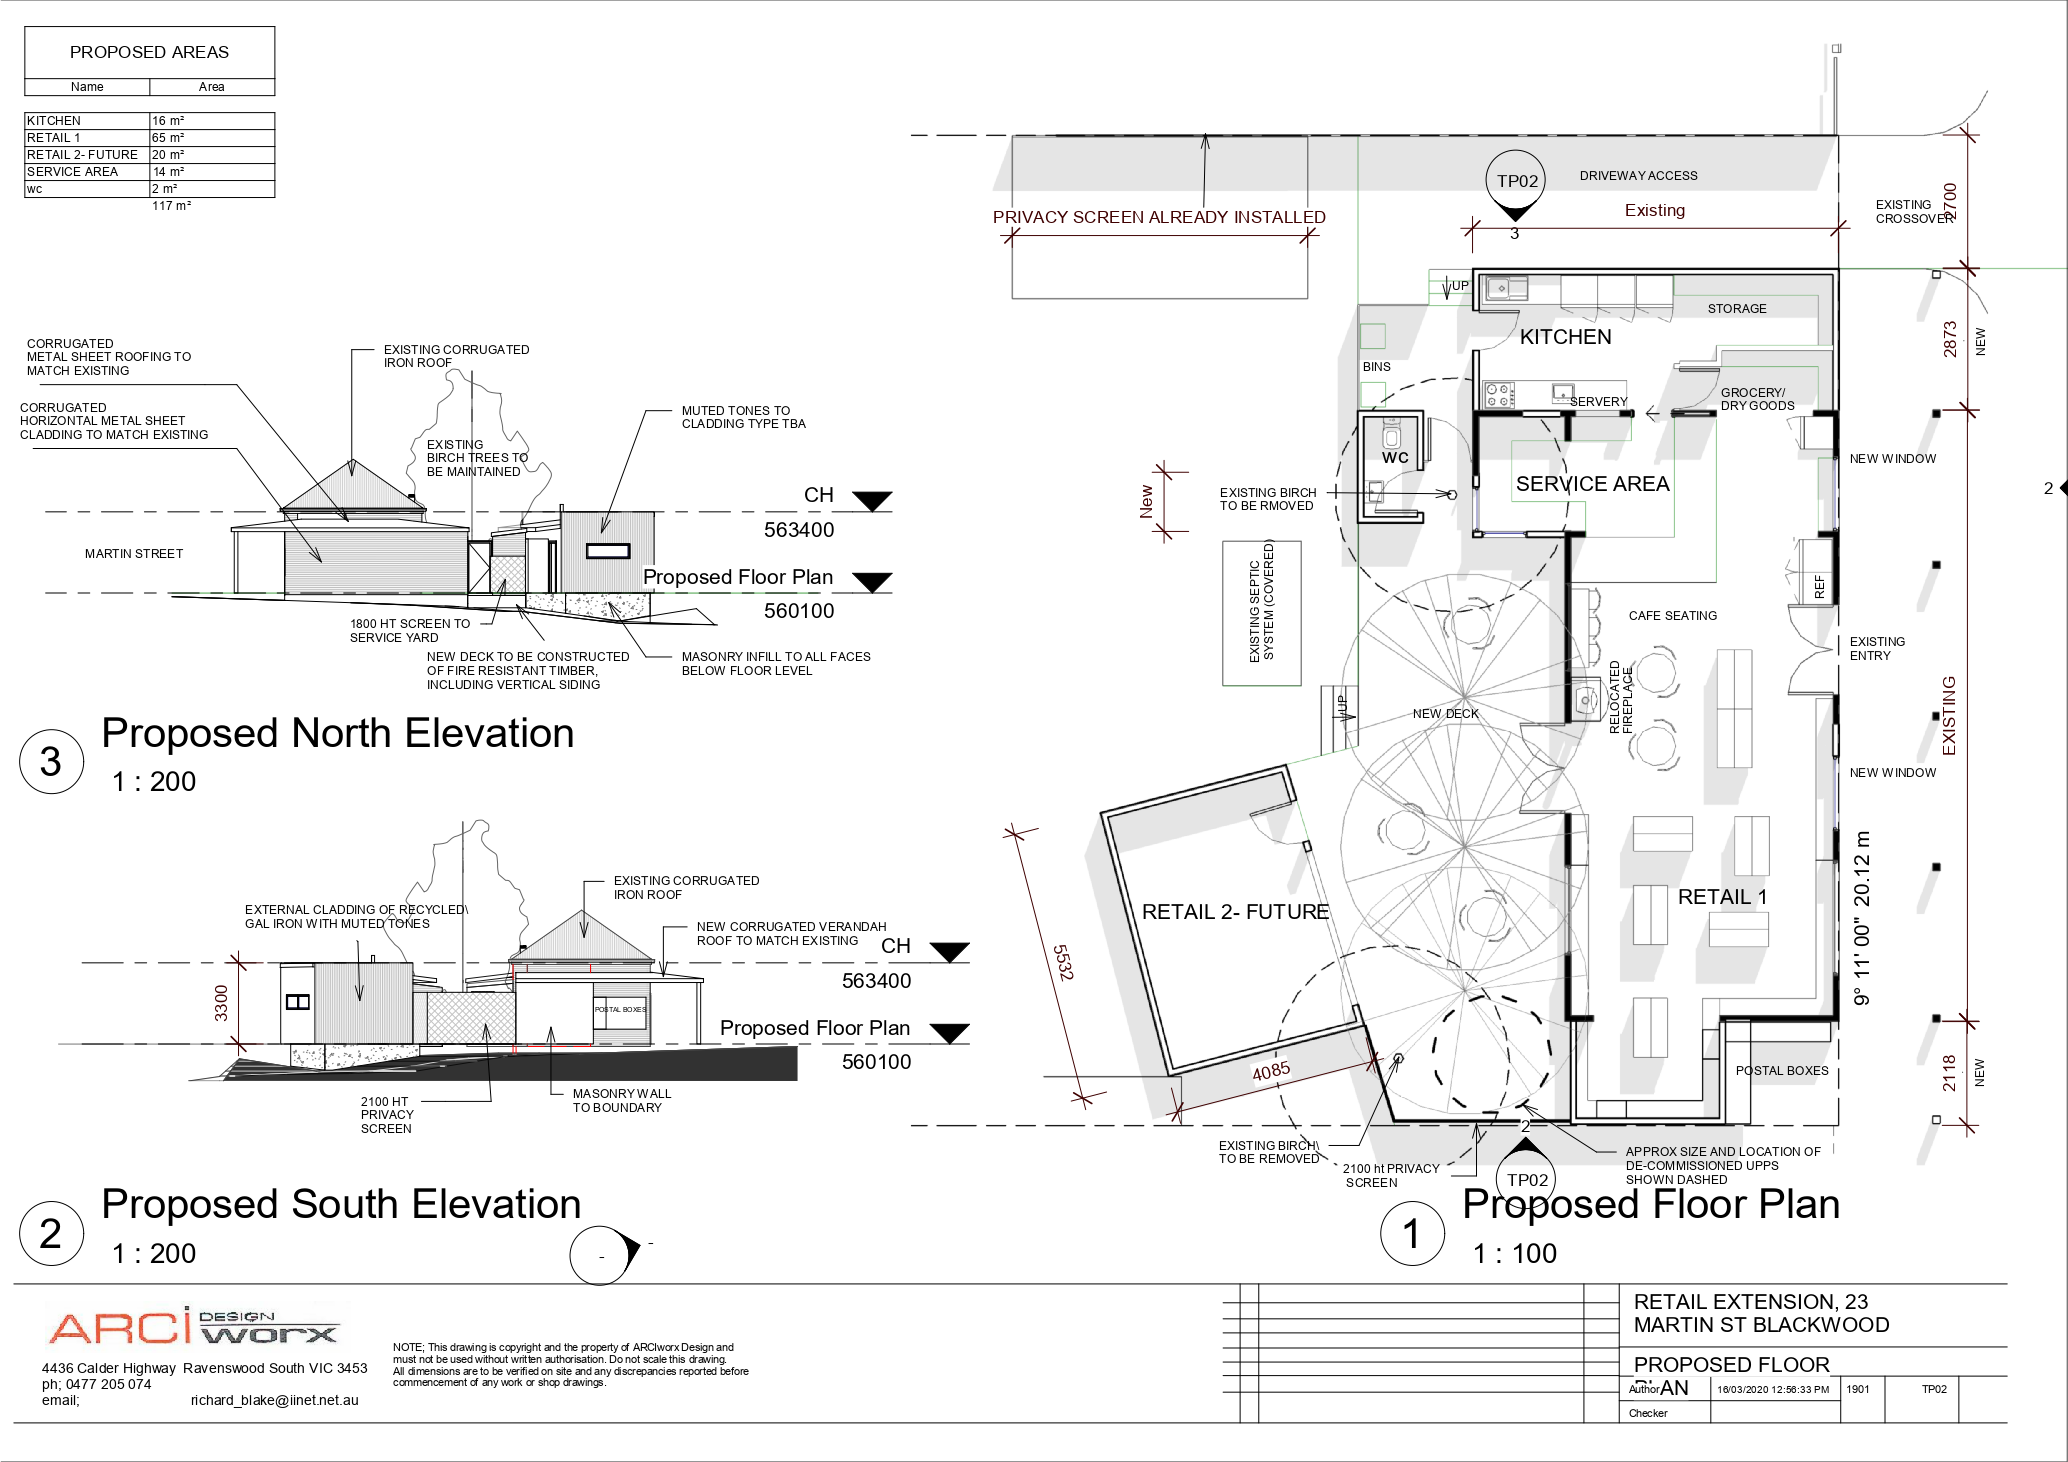 PROPOSED AREAS
Name Area
KITCHEN 16 m²
RETAIL 1 65 m²
RETAIL 2- FUTURE 20 m²
SERVICE AREA 14 m²
wc 2 m²
117 m²
CORRUGATED
METAL SHEET ROOFING TO
MATCH EXISTING
CORRUGATED
HORIZONTAL METAL SHEET
CLADDING TO MATCH EXISTING
EXISTING CORRUGATED
IRON ROOF
EXISTING
BIRCH TREES TO
BE MAINTAINED
MUTED TONES TO
CLADDING TYPE TBA
CH
563400
MARTIN STREET
Proposed Floor Plan
560100
1800 HT SCREEN TO
SERVICE YARD
NEW DECK TO BE CONSTRUCTED
OF FIRE RESISTANT TIMBER,
INCLUDING VERTICAL SIDING
MASONRY INFILL TO ALL FACES
BELOW FLOOR LEVEL
3
Proposed North Elevation
1 : 200
EXISTING CORRUGATED
IRON ROOF
EXTERNAL CLADDING OF RECYCLED\
GAL IRON WITH MUTED TONES
NEW CORRUGATED VERANDAH
ROOF TO MATCH EXISTING
CH
563400
3300
POSTAL BOXES
Proposed Floor Plan
560100
2100 HT
PRIVACY
SCREEN
MASONRY WALL
TO BOUNDARY
2
Proposed South Elevation
1 : 200
-
-
DRIVEWAY ACCESS
TP02
3
PRIVACY SCREEN ALREADY INSTALLED
Existing
EXISTING
CROSSOVER
2700
UP
STORAGE
KITCHEN
2873
NEW
BINS
SERVERY
GROCERY/
DRY GOODS
WC
NEW WINDOW
SERVICE AREA
2
New
EXISTING BIRCH
TO BE RMOVED
EXISTING SEPTIC
SYSTEM (COVERED)
REF
CAFE SEATING
EXISTING
ENTRY
RELOCATED
FIREPLACE
UP
NEW DECK
EXISTING
NEW WINDOW
9° 11' 00" 20.12 m
RETAIL 1
RETAIL 2- FUTURE
5532
4085
POSTAL BOXES
2118
NEW
2
TP02
EXISTING BIRCH\
TO BE REMOVED
2100 ht PRIVACY
SCREEN
APPROX SIZE AND LOCATION OF
DE-COMMISSIONED UPPS
SHOWN DASHED
1
Proposed Floor Plan
1 : 100
ARCi DESIGN
worx
4436 Calder Highway Ravenswood South VIC 3453
ph; 0477 205 074
email; richard_blake@iinet.net.au
NOTE; This drawing is copyright and the property of ARCIworx Design and
must not be used without written authorisation. Do not scale this drawing.
All dimensions are to be verified on site and any discrepancies reported before
commencement of any work or shop drawings.
RETAIL EXTENSION, 23
MARTIN ST BLACKWOOD
PROPOSED FLOOR
PLAN
Author 16/03/2020 12:56:33 PM 1901 TP02
Checker